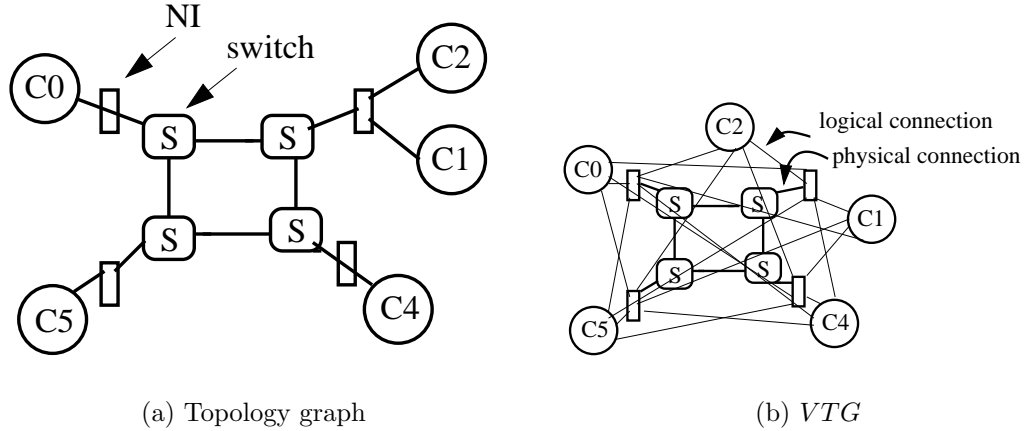 NI
switch
C0
C2
C1
S
S
S
S
C5
C4
C2
logical connection
physical connection
C0
C1
S
S
S
S
C5
C4
(a) Topology graph
(b) VTG